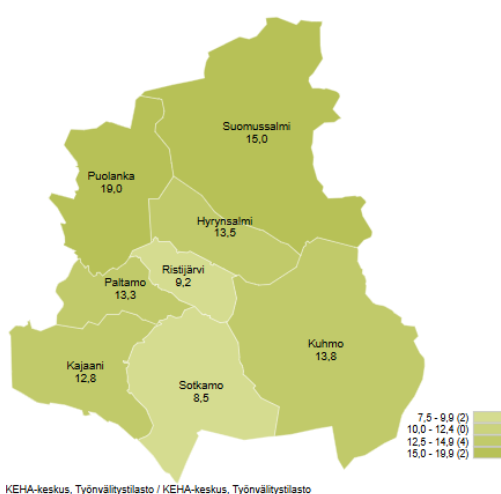 Suomussalmi
15,0
Puolanka
19,0
Hyrynsalmi
13,5
Ristijärvi
9,2
Paltamo
13,3
Kuhmo
13,8
Kajaani
12,8
Sotkamo
8,5
7,5 - 9,9 (2)
10,0 - 12,4 (0)
12,5 - 14,9 (4)
15,0 - 19,9 (2)
KEHA-keskus, Työnvälitystilasto / KEHA-keskus, Työnvälitystilasto